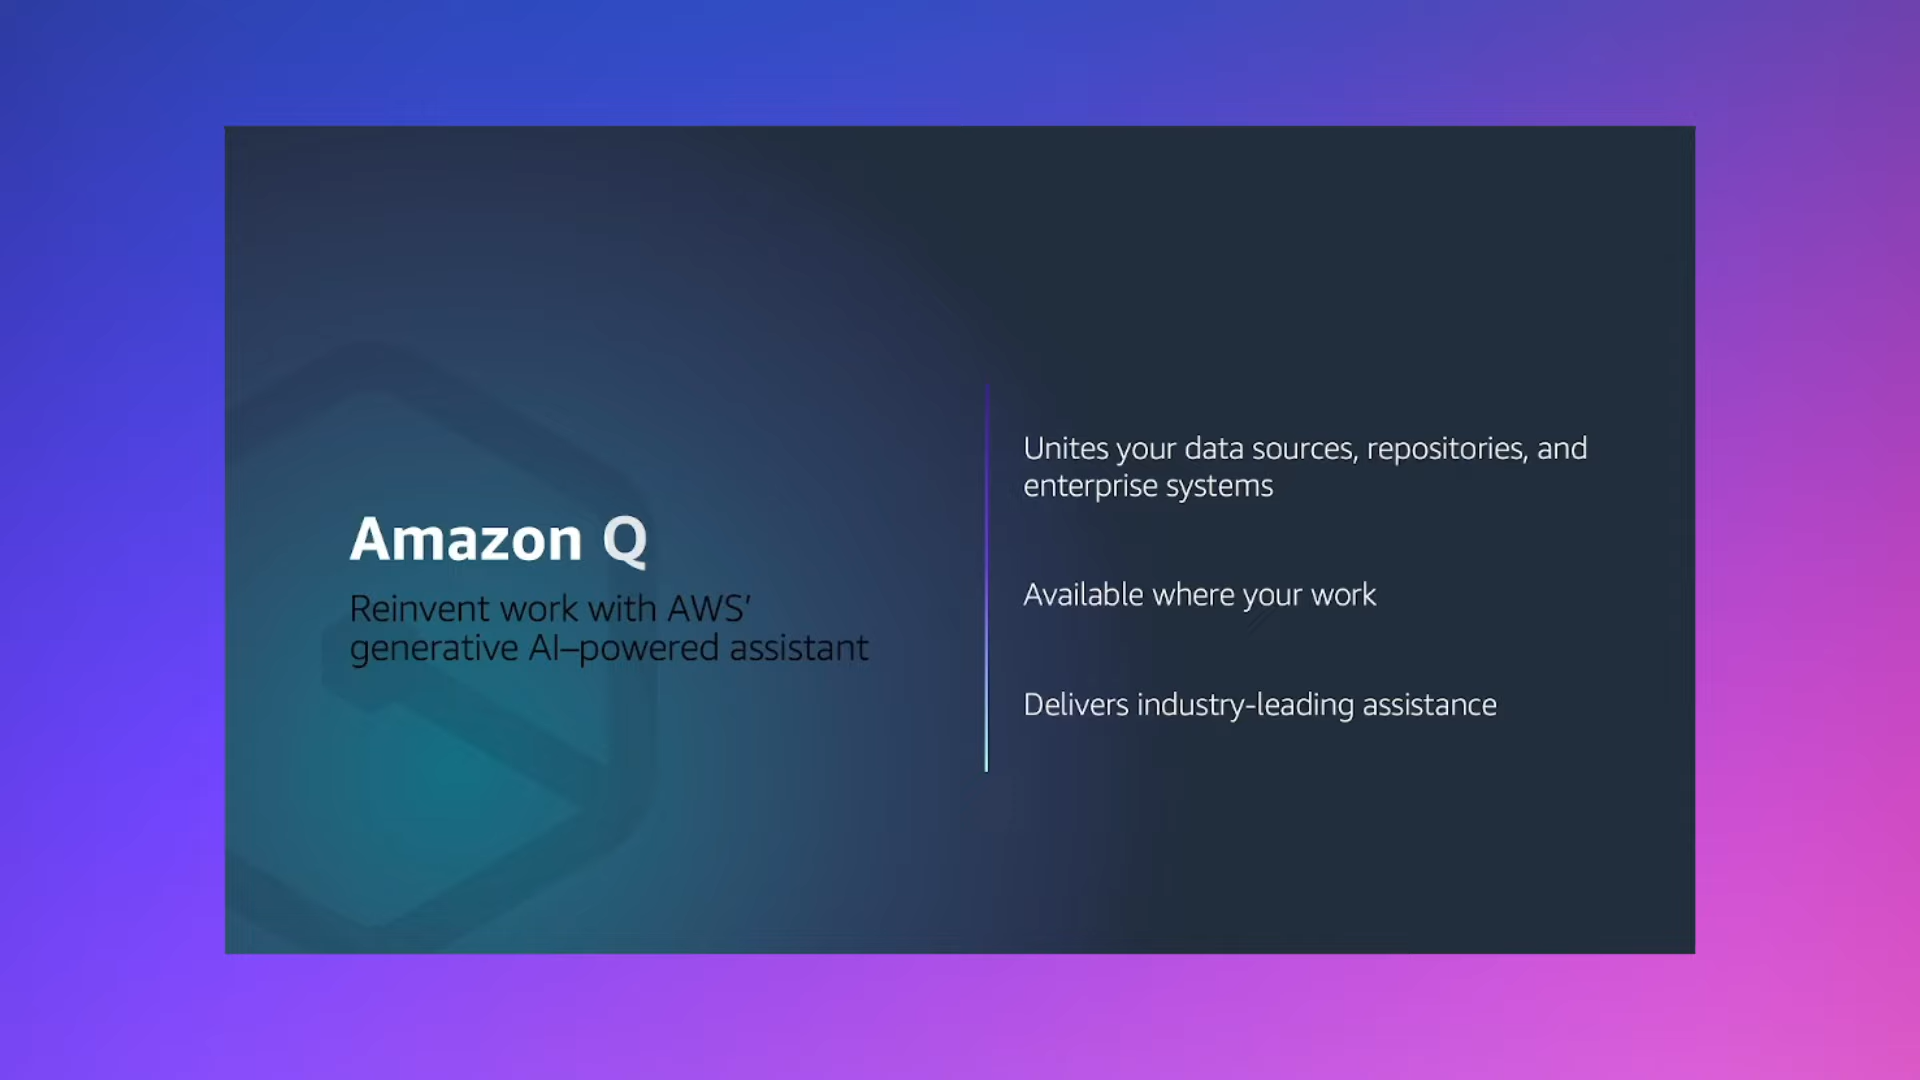 Amazon Q
Reinvent work with AWS’
generative AI–powered assistant
Unites your data sources, repositories, and
enterprise systems
Available where your work
Delivers industry-leading assistance